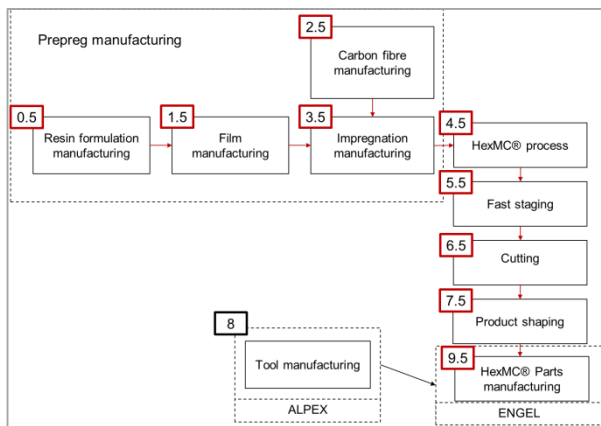 Prepreg manufacturing
2.5
Carbon fibre
manufacturing
0.5
Resin formulation
manufacturing
1.5
Film
manufacturing
3.5
Impregnation
manufacturing
4.5
HexMC® process
5.5
Fast staging
6.5
Cutting
7.5
Product shaping
8
Tool manufacturing
ALPEX
9.5
HexMC® Parts
manufacturing
ENGEL